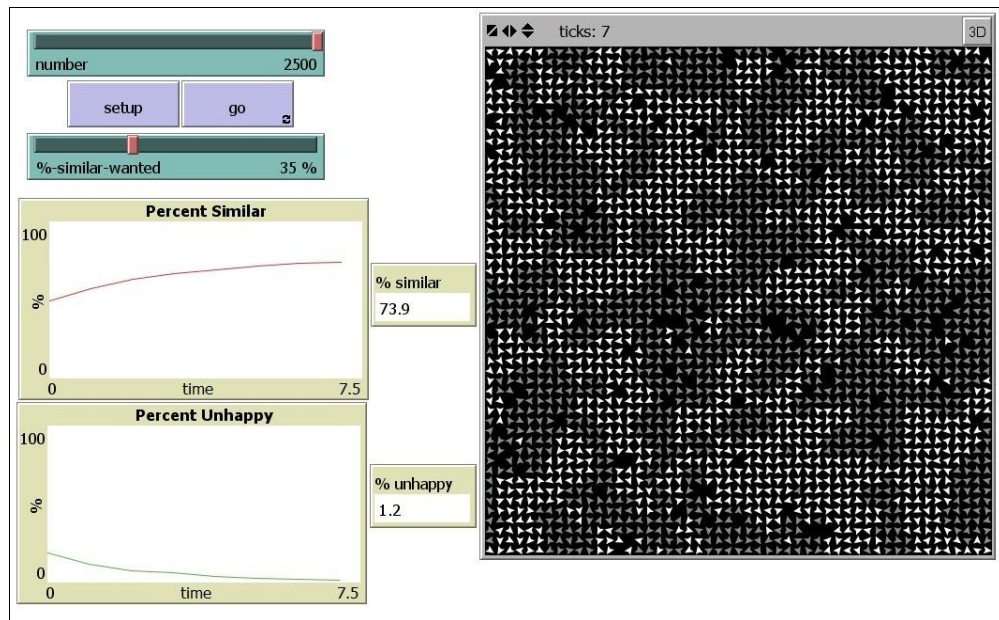 number 2500
setup
go
%-similar-wanted 35 %
Percent Similar
100
%
0
0 time 7.5
% similar
73.9
Percent Unhappy
100
%
0
0 time 7.5
% unhappy
1.2
ticks: 7
3D